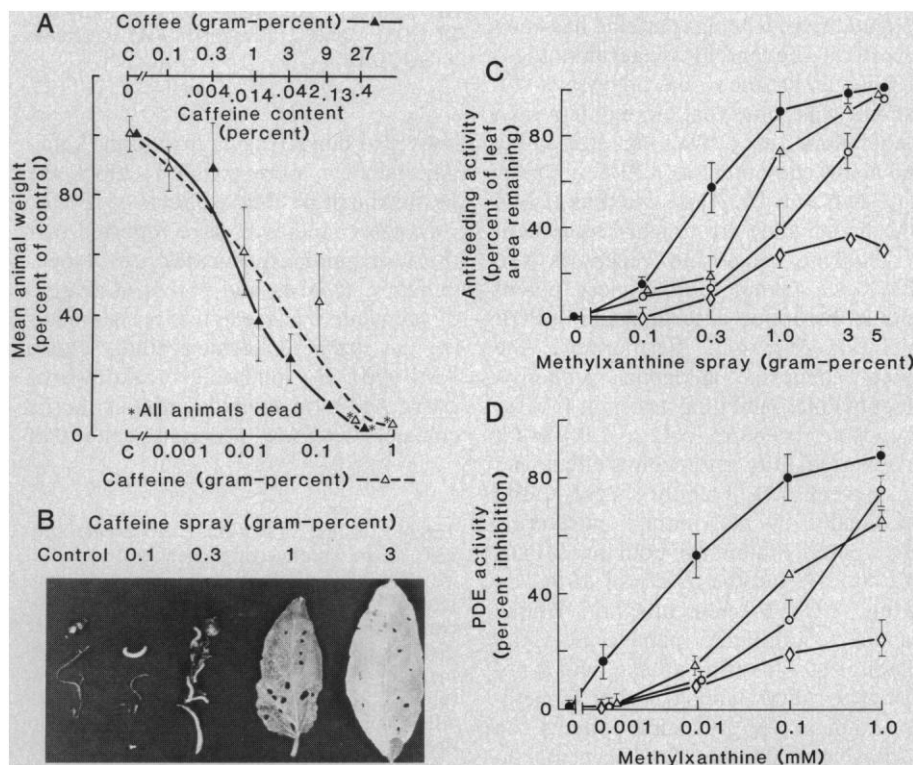 A
Coffee (gram-percent)
C 0.1 0.3 1 3 9 27
0 .004 .014 .042 .13 .4
Caffeine content
(percent)
Mean animal weight
(percent of control)
80
40
0
*All animals dead
*
*
C 0.001 0.01 0.1 1
Caffeine (gram-percent)
B
Caffeine spray (gram-percent)
Control 0.1 0.3 1 3
C
Antifeeding activity
(percent of leaf
area remaining)
80
40
0
0 0.1 0.3 1.0 3 5
Methylxanthine spray (gram-percent)
D
PDE activity
(percent inhibition)
80
40
0
0 0.00 0.01 0.1 1.0
Methylxanthine (mM)